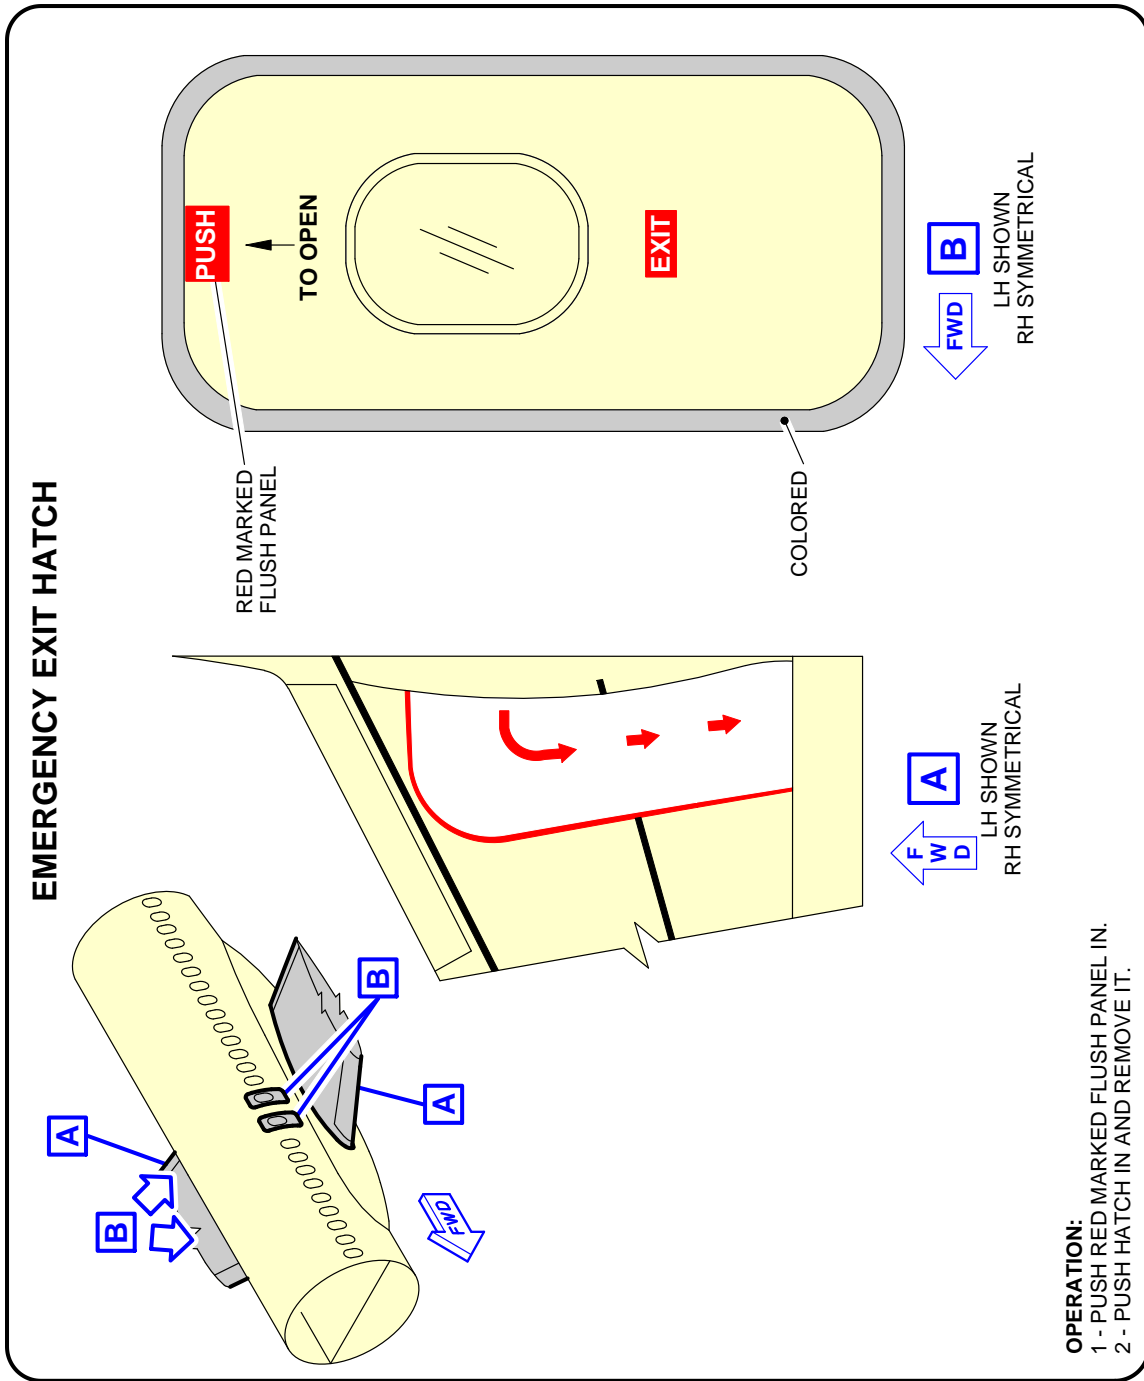 EMERGENCY EXIT HATCH
A
B
B
A
FWD
RED MARKED
FLUSH PANEL
PUSH
TO OPEN
EXIT
COLORED
F
W
D
A
LH SHOWN
RH SYMMETRICAL
FWD
B
LH SHOWN
RH SYMMETRICAL
OPERATION:
1 - PUSH RED MARKED FLUSH PANEL IN.
2 - PUSH HATCH IN AND REMOVE IT.